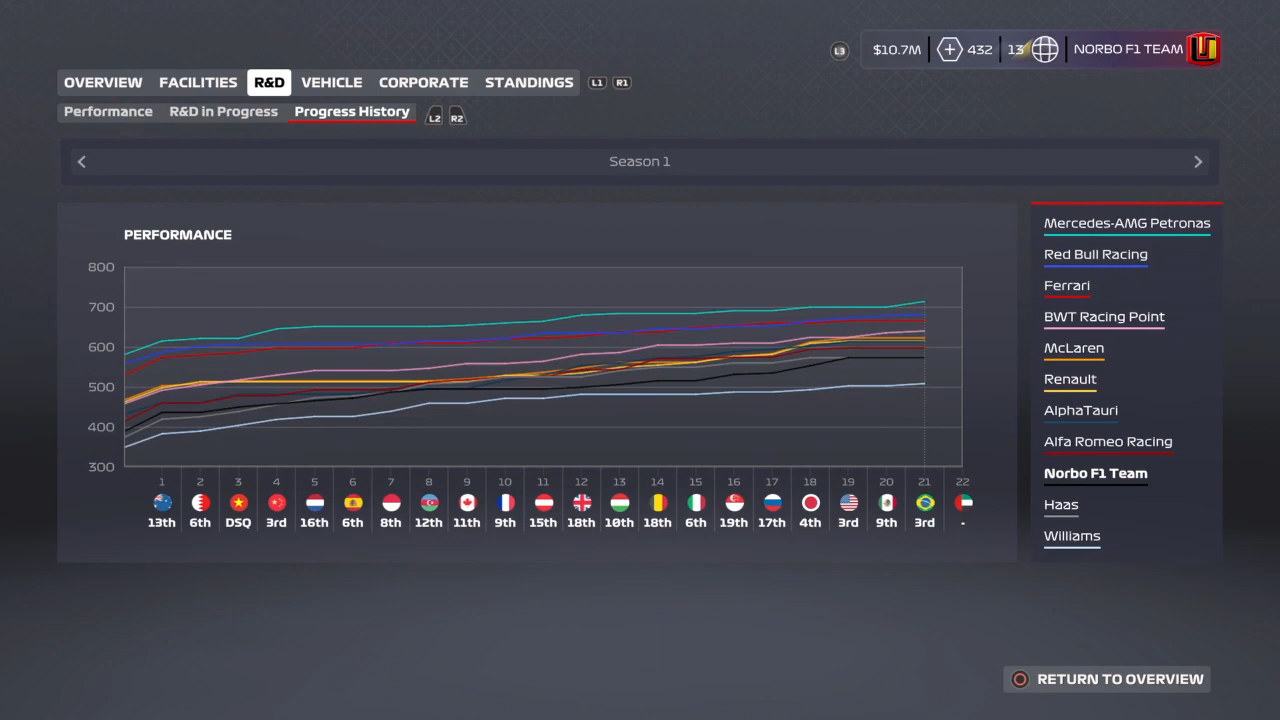 L3 $10.7M 432 13 NORBO F1 TEAM
OVERVIEW FACILITIES R&D VEHICLE CORPORATE STANDINGS L1 R1
Performance R&D in Progress Progress History L2 R2
Season 1
PERFORMANCE
800
700
600
500
400
300
1 2 3 4 5 6 7 8 9 10 11 12 13 14 15 16 17 18 19 20 21 22
13th 6th DSQ 3rd 16th 6th 8th 12th 11th 9th 15th 18th 10th 18th 6th 19th 17th 4th 3rd 9th 3rd -
Mercedes-AMG Petronas
Red Bull Racing
Ferrari
BWT Racing Point
McLaren
Renault
AlphaTauri
Alfa Romeo Racing
Norbo F1 Team
Haas
Williams
RETURN TO OVERVIEW